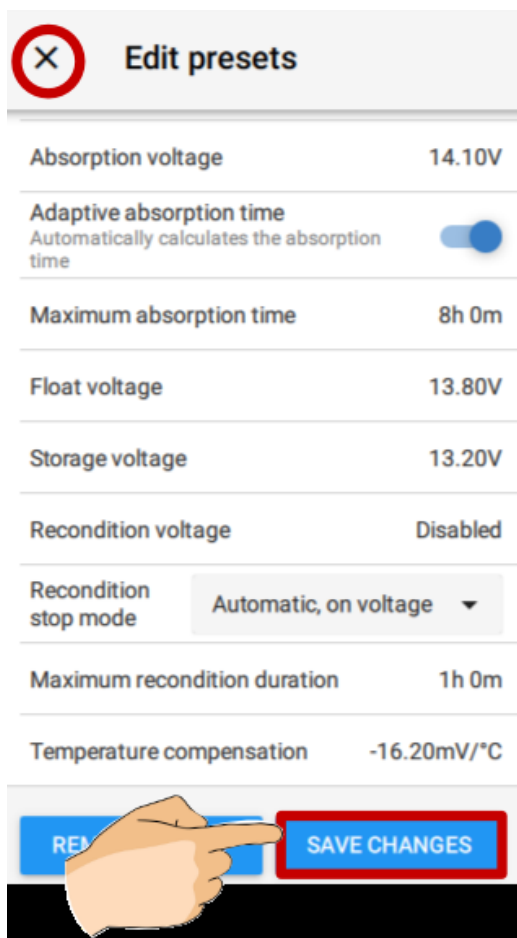 Edit presets
Absorption voltage 14.10V
Adaptive absorption time
Automatically calculates the absorption
time
Maximum absorption time 8h 0m
Float voltage 13.80V
Storage voltage 13.20V
Recondition voltage Disabled
Recondition
stop mode
Automatic, on voltage
Maximum recondition duration 1h 0m
Temperature compensation -16.20mV/°C
SAVE CHANGES